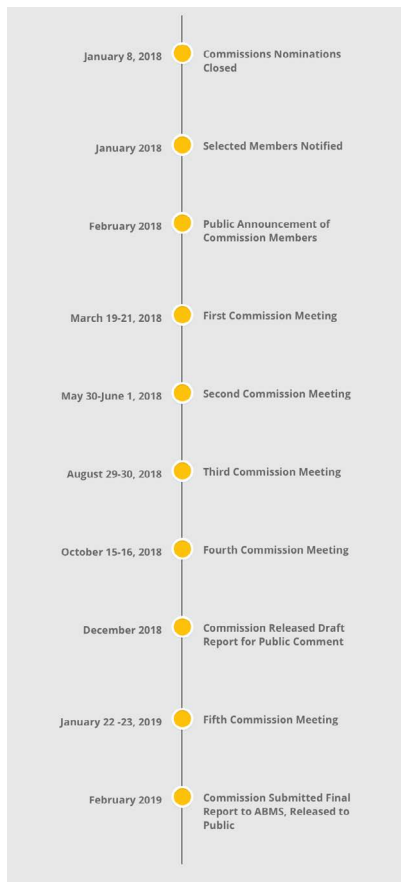 January 8, 2018
Commissions Nominations
Closed
January 2018
Selected Members Notified
February 2018
Public Announcement of
Commission Members
March 19-21, 2018
First Commission Meeting
May 30-June 1, 2018
Second Commission Meeting
August 29-30, 2018
Third Commission Meeting
October 15-16, 2018
Fourth Commission Meeting
December 2018
Commission Released Draft
Report for Public Comment
January 22 -23, 2019
Fifth Commission Meeting
February 2019
Commission Submitted Final
Report to ABMS, Released to
Public